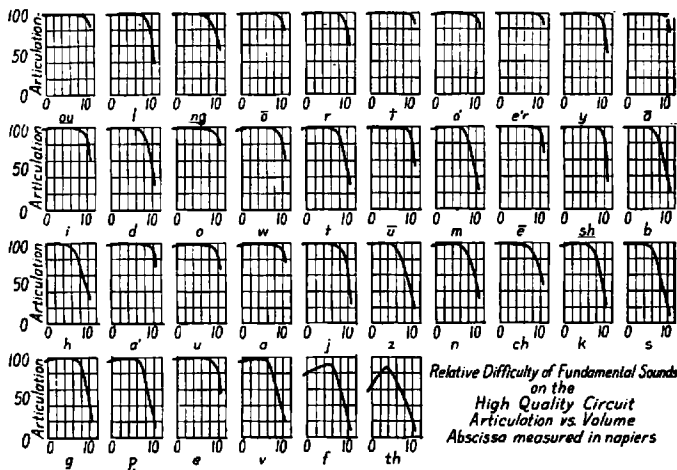 100
50
0
Articulation
0 10 0 10 0 10 0 10 0 10 0 10 0 10 0 10 0 10 0 10
ou l ng ō r t o' e'r y ā
100
50
0
Articulation
0 10 0 10 0 10 0 10 0 10 0 10 0 10 0 10 0 10 0 10
i d o w t ū m ē sh b
100
50
0
Articulation
0 10 0 10 0 10 0 10 0 10 0 10 0 10 0 10 0 10 0 10
h a' u a j z n ch k s
100
50
0
Articulation
0 10 0 10 0 10 0 10 0 10 0 10
g p e v f th
Relative Difficulty of Fundamental Sounds
on the
High Quality Circuit
Articulation vs. Volume
Abscissa measured in napiers